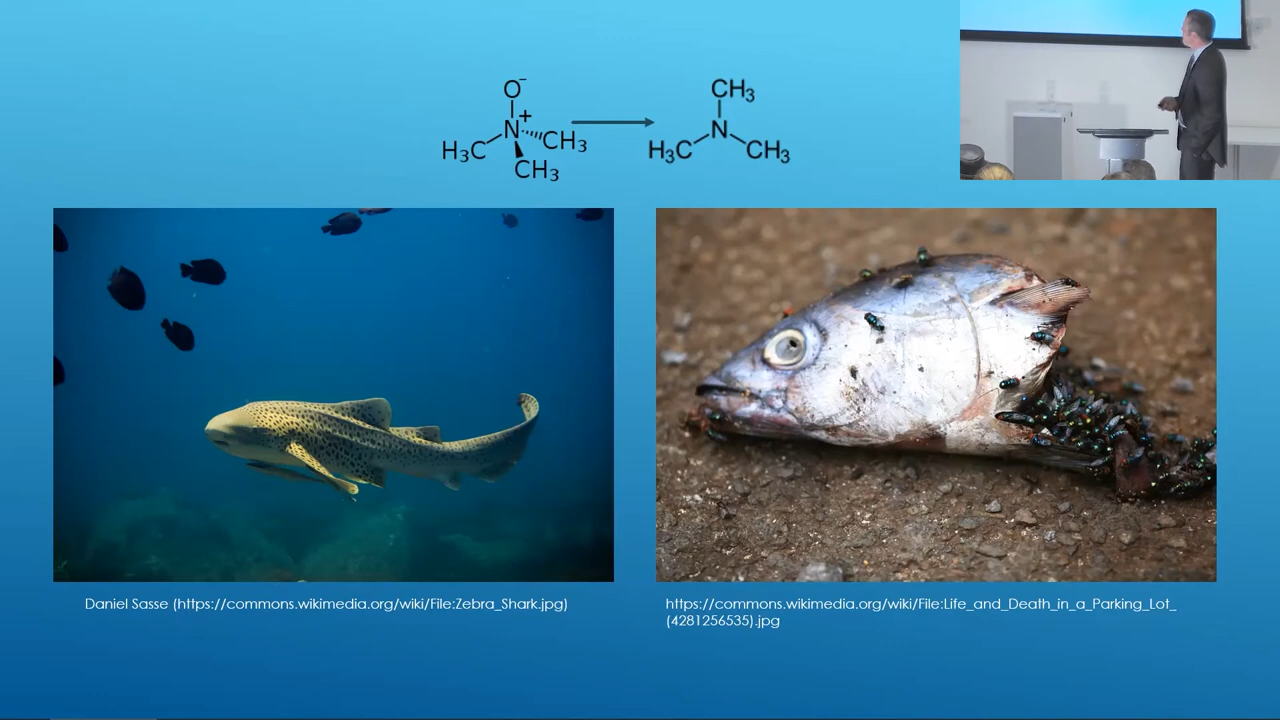 O⁻
N⁺
H₃C
CH₃
CH₃
CH₃
N
H₃C
CH₃
Daniel Sasse (https://commons.wikimedia.org/wiki/File:Zebra_Shark.jpg)
https://commons.wikimedia.org/wiki/File:Life_and_Death_in_a_Parking_Lot_
(4281256535).jpg